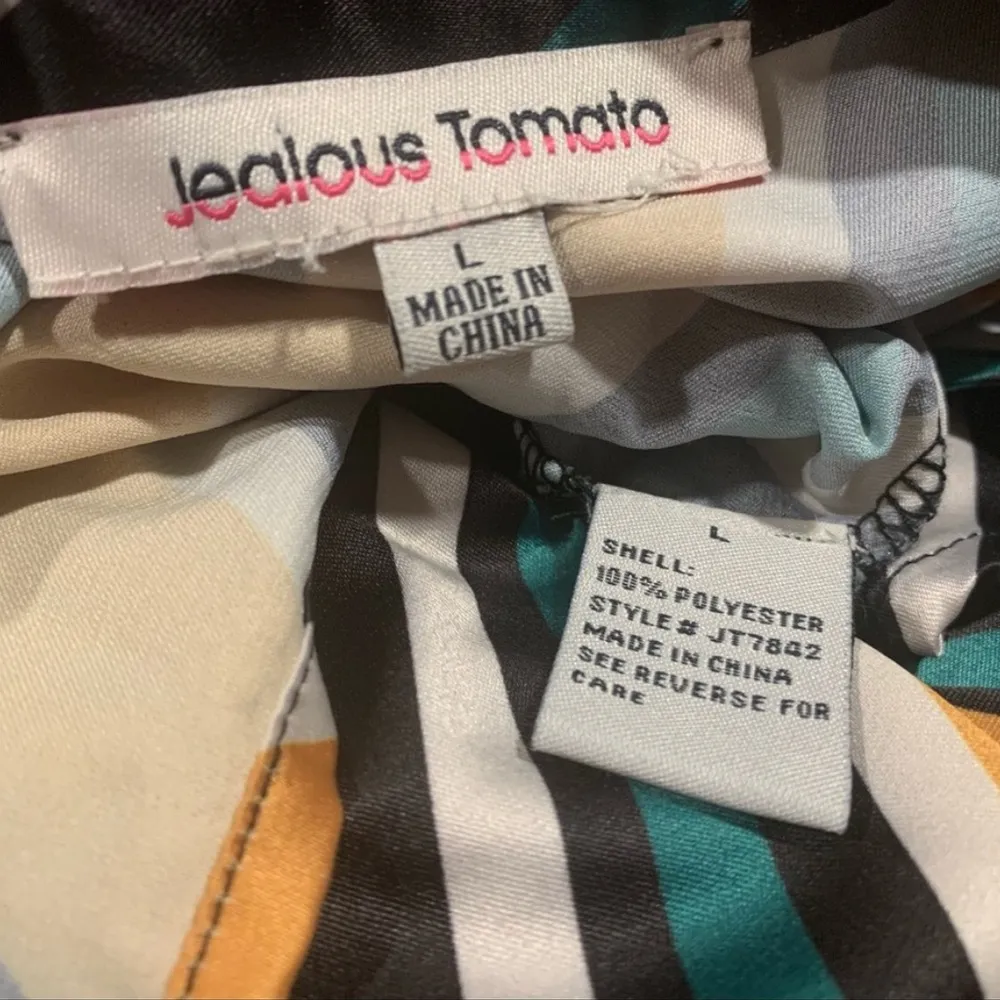 Jealous Tomato
L
MADE IN
CHINA
L
SHELL:
100% POLYESTER
STYLE# JT7842
MADE IN CHINA
SEE REVERSE FOR
CARE